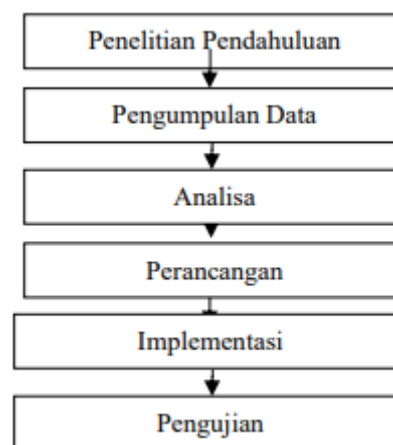 Penelitian Pendahuluan
Pengumpulan Data
Analisa
Perancangan
Implementasi
Pengujian